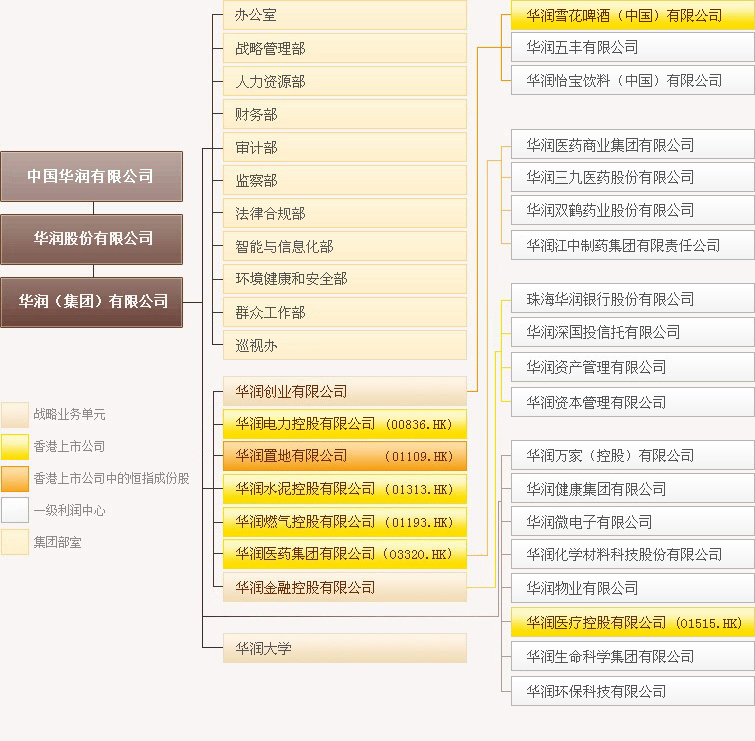 中国华润有限公司
华润股份有限公司
华润（集团）有限公司
战略业务单元
香港上市公司
香港上市公司中的恒指成份股
一级利润中心
集团部室
办公室
战略管理部
人力资源部
财务部
审计部
监察部
法律合规部
智能与信息化部
环境健康和安全部
群众工作部
巡视办
华润创业有限公司
华润电力控股有限公司（00836.HK）
华润置地有限公司（01109.HK）
华润水泥控股有限公司（01313.HK）
华润燃气控股有限公司（01193.HK）
华润医药集团有限公司（03320.HK）
华润金融控股有限公司
华润大学
华润雪花啤酒（中国）有限公司
华润五丰有限公司
华润怡宝饮料（中国）有限公司
华润医药商业集团有限公司
华润三九医药股份有限公司
华润双鹤药业股份有限公司
华润江中制药集团有限责任公司
珠海华润银行股份有限公司
华润深国投信托有限公司
华润资产管理有限公司
华润资本管理有限公司
华润万家（控股）有限公司
华润健康集团有限公司
华润微电子有限公司
华润化学材料科技股份有限公司
华润物业有限公司
华润医疗控股有限公司（01515.HK）
华润生命科学集团有限公司
华润环保科技有限公司